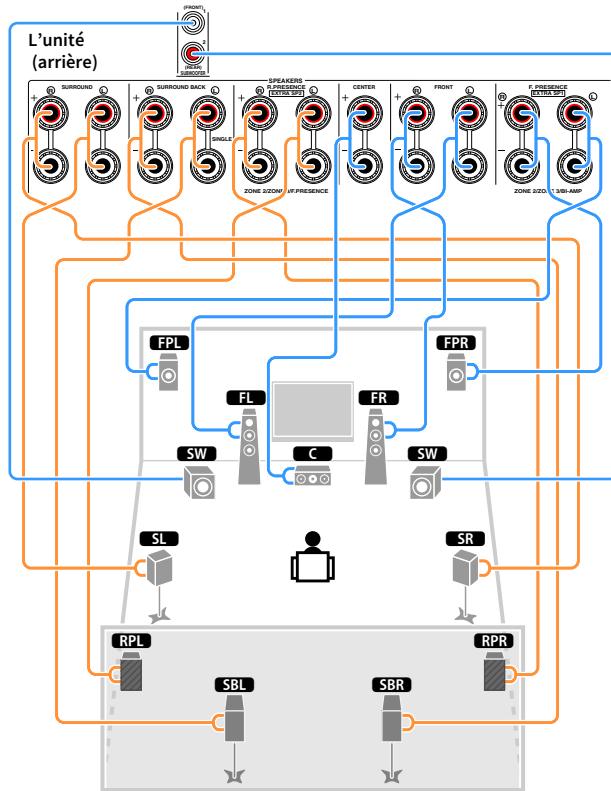 (FRONT) 1
L'unité
(arrière)
2
(REAR)
SUBWOOFER
SPEAKERS
SURROUND
SURROUND BACK
R.PRESENCE
EXTRA SP2
CENTER
FRONT
F. PRESENCE
EXTRA SP1
R L R L R L R L R L
+ + + + + +
SINGLE
- - - - - -
ZONE 2/ZONE 3/F.PRESENCE
ZONE 2/ZONE 3/BI-AMP
FPL FPR
FL FR
SW C SW
SL SR
RPL RPR
SBL SBR